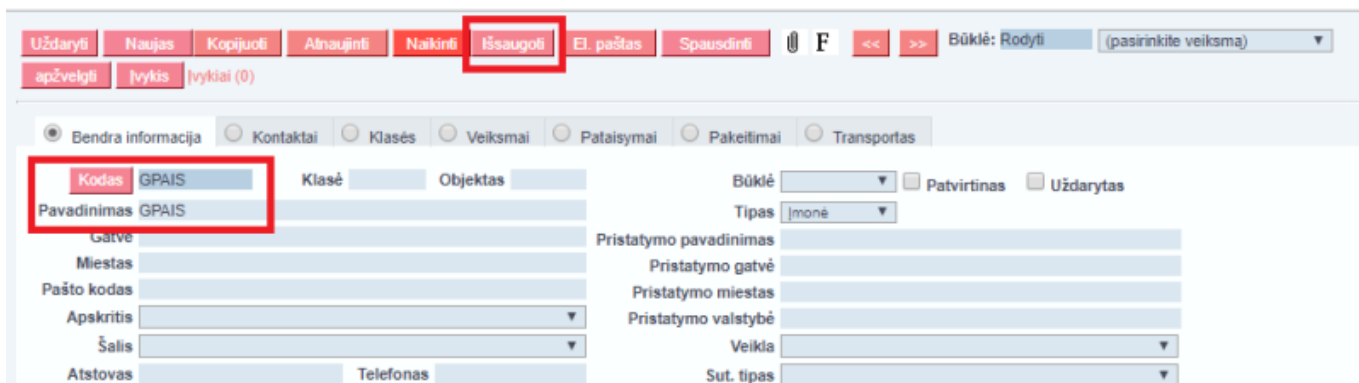 Uždaryti Naujas Kopijuoti Atnaujinti Naikinti Išsaugoti El. paštas Spausdinti F << >> Būklė: Rodyti (pasirinkite veiksmą)
apžvelgti Įvykis Įvykiai (0)
Bendra informacija Kontaktai Klasės Veiksmai Pataisymai Pakeitimai Transportas
Kodas GPAIS Klasė Objektas Būklė Patvirtinas Uždarytas
Pavadinimas GPAIS Tipas Įmonė
Gatvė Pristatymo pavadinimas
Miestas Pristatymo gatvė
Pašto kodas Pristatymo miestas
Apskritis Pristatymo valstybė
Šalis Veikla
Atstovas Telefonas Sut. tipas